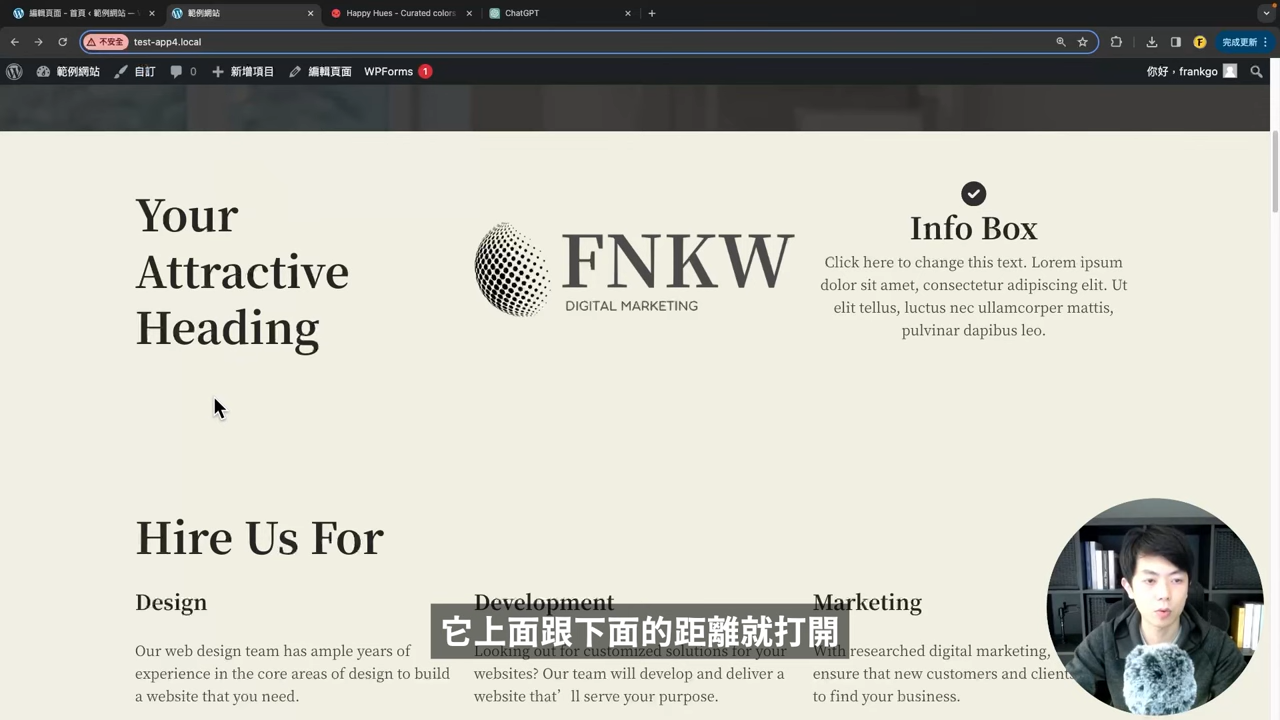 編輯頁面 - 首頁 ‹ 範例網站 —
範例網站
Happy Hues - Curated colors
ChatGPT
不安全
test-app4.local
完成更新
範例網站
自訂
0
新增項目
編輯頁面
WPForms 1
你好，frankgo
Your
Attractive
Heading
FNKW
DIGITAL MARKETING
Info Box
Click here to change this text. Lorem ipsum
dolor sit amet, consectetur adipiscing elit. Ut
elit tellus, luctus nec ullamcorper mattis,
pulvinar dapibus leo.
Hire Us For
Design
Development
Marketing
Our web design team has ample years of
experience in the core areas of design to build
a website that you need.
Looking out for customized solutions for your
websites? Our team will develop and deliver a
website that’ll serve your purpose.
With researched digital marketing,
ensure that new customers and clients
to find your business.
它上面跟下面的距離就打開